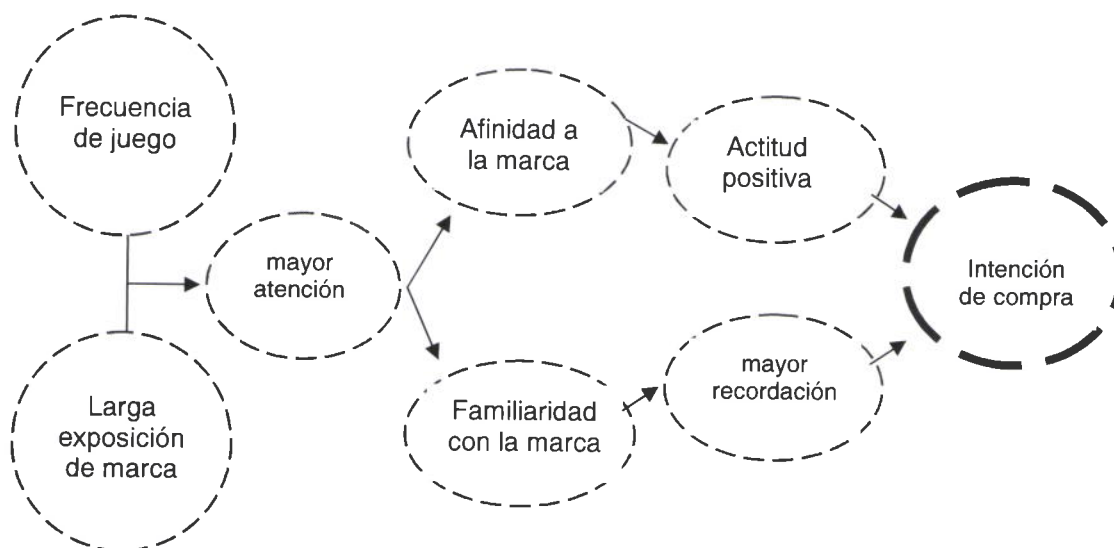 Frecuencia
de juego
Larga
exposición
de marca
mayor
atención
Afinidad a
la marca
Familiaridad
con la marca
Actitud
positiva
mayor
recordación
Intención
de compra